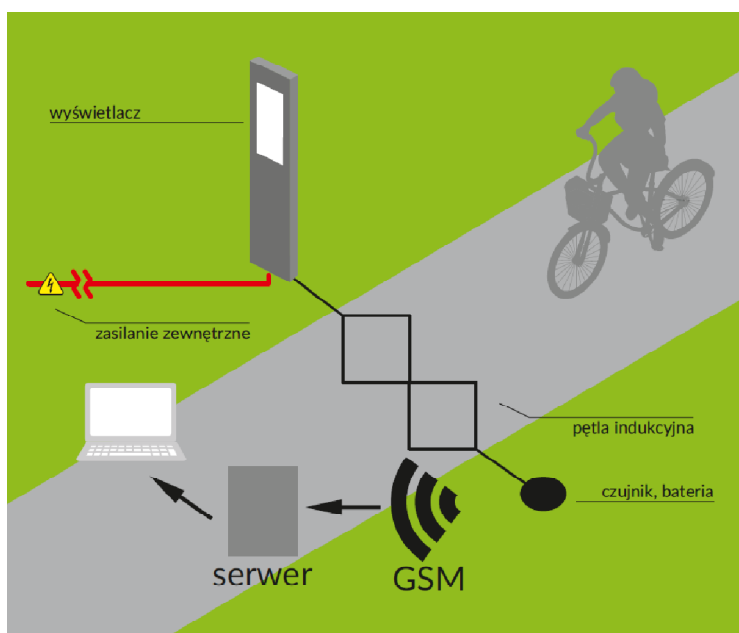 wyświetlacz
zasilanie zewnętrzne
pętla indukcyjna
czujnik, bateria
serwer
GSM